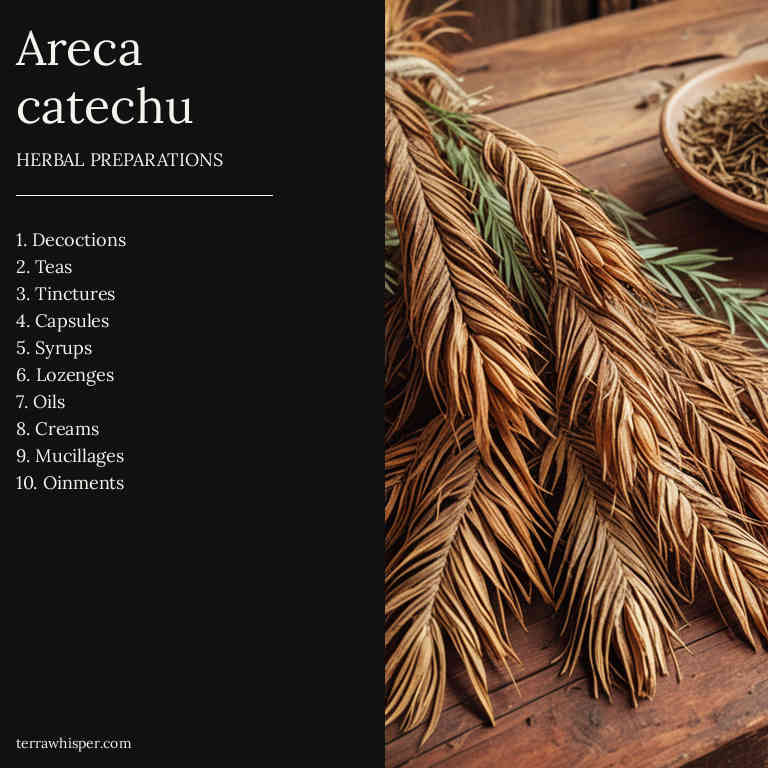 Areca
catechu
HERBAL PREPARATIONS
1. Decoctions
2. Teas
3. Tinctures
4. Capsules
5. Syrups
6. Lozenges
7. Oils
8. Creams
9. Mucillages
10. Oinments
terrawhisper.com